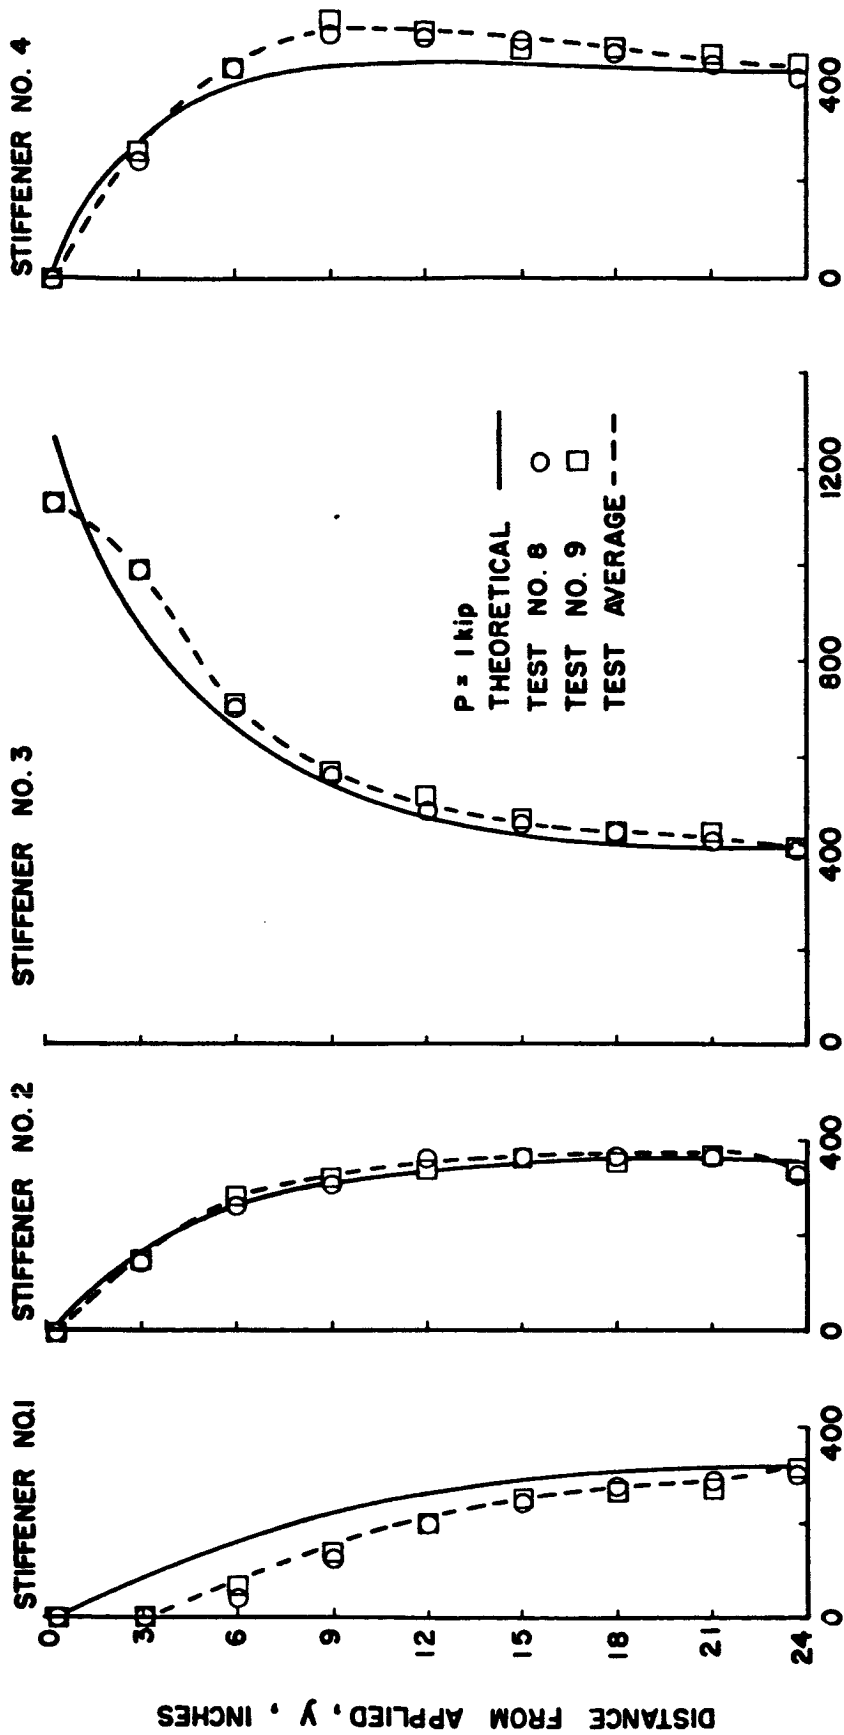 STIFFENER NO.1
STIFFENER NO. 2
STIFFENER NO. 3
STIFFENER NO. 4
DISTANCE FROM APPLIED, y, INCHES
0
3
6
9
12
15
18
21
24
P = 1 kip
THEORETICAL
TEST NO. 8
TEST NO. 9
TEST AVERAGE
0
400
0
400
0
400
800
1200
0
400